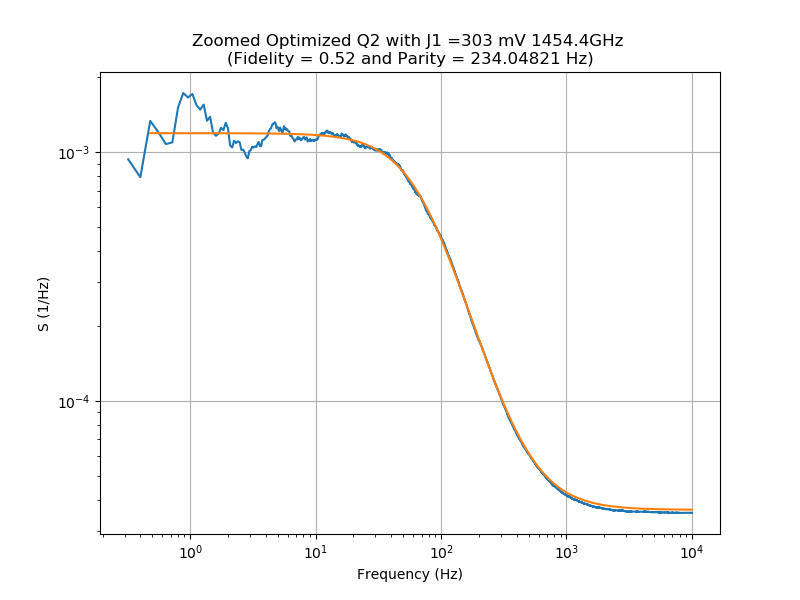 Zoomed Optimized Q2 with J1 =303 mV 1454.4GHz
(Fidelity = 0.52 and Parity = 234.04821 Hz)
S (1/Hz)
10⁻³
10⁻⁴
10⁰ 10¹ 10² 10³ 10⁴
Frequency (Hz)